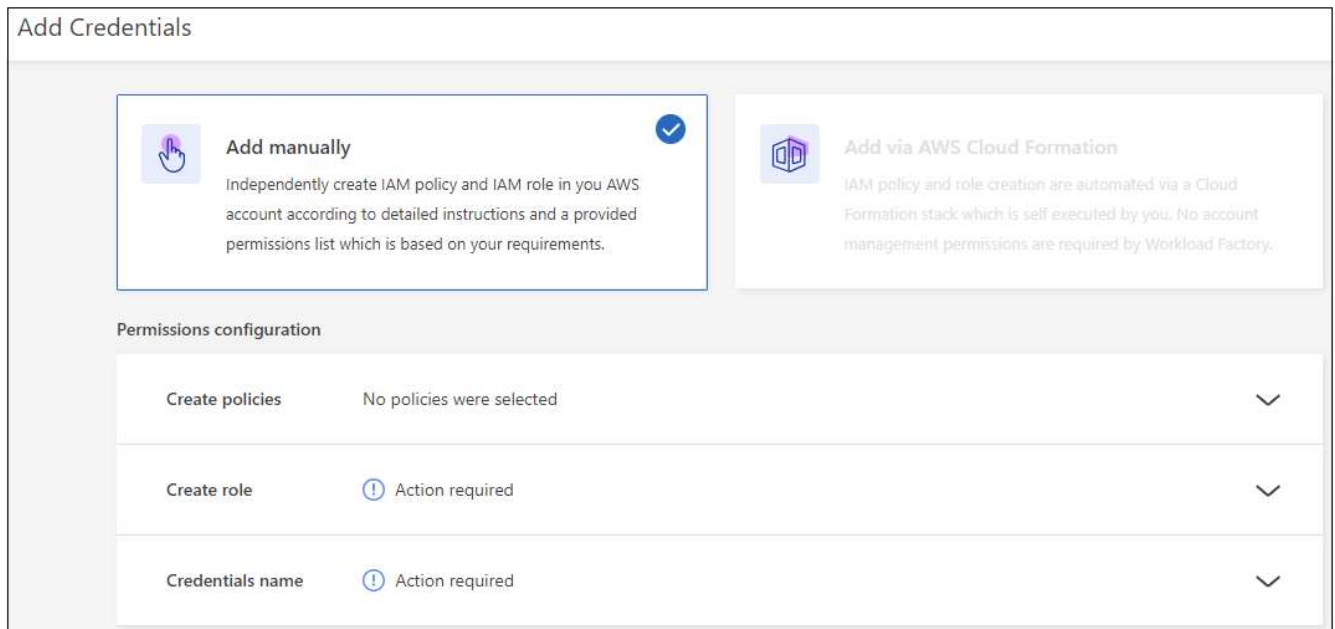 Add Credentials
Add manually
Independently create IAM policy and IAM role in you AWS
account according to detailed instructions and a provided
permissions list which is based on your requirements.
Add via AWS Cloud Formation
IAM policy and role creation are automated via a Cloud
Formation stack which is self executed by you. No account
management permissions are required by Workload Factory.
Permissions configuration
Create policies No policies were selected
Create role Action required
Credentials name Action required